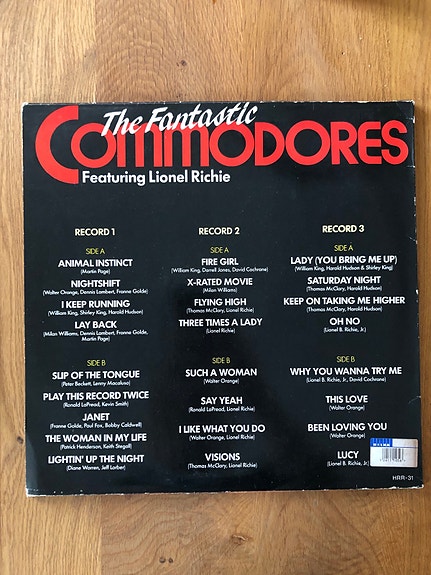 The Fantastic
COMMODORES
Featuring Lionel Richie
RECORD 1
SIDE A
ANIMAL INSTINCT
(Martin Page)
NIGHTSHIFT
(Walter Orange, Dennis Lambert, Franne Golde)
I KEEP RUNNING
(William King, Shirley King, Harold Hudson)
LAY BACK
(Milan Williams, Dennis Lambert, Franne Golde,
Martin Page)
SIDE B
SLIP OF THE TONGUE
(Peter Beckett, Lenny Macaluso)
PLAY THIS RECORD TWICE
(Ronald LaPread, Kevin Smith)
JANET
(Franne Golde, Paul Fox, Bobby Caldwell)
THE WOMAN IN MY LIFE
(Patrick Henderson, Keith Stegall)
LIGHTIN' UP THE NIGHT
(Diane Warren, Jeff Lorber)
RECORD 2
SIDE A
FIRE GIRL
(William King, Darrell Jones, David Cochrane)
X-RATED MOVIE
(Milan Williams)
FLYING HIGH
(Thomas McClary, Lionel Richie)
THREE TIMES A LADY
(Lionel Richie)
SIDE B
SUCH A WOMAN
(Walter Orange)
SAY YEAH
(Ronald LaPread, Lionel Richie)
I LIKE WHAT YOU DO
(Walter Orange, Lionel Richie)
VISIONS
(Thomas McClary, Lionel Richie)
RECORD 3
SIDE A
LADY (YOU BRING ME UP)
(William King, Harold Hudson & Shirley King)
SATURDAY NIGHT
(Thomas McClary, Harold Hudson)
KEEP ON TAKING ME HIGHER
(Thomas McClary, Lionel Richie)
OH NO
(Lionel B. Richie, Jr.)
SIDE B
WHY YOU WANNA TRY ME
(Lionel B. Richie, Jr., David Cochrane)
THIS LOVE
(Walter Orange)
BEEN LOVING YOU
(Walter Orange)
LUCY
(Lionel B. Richie, Jr.)
HRR-31